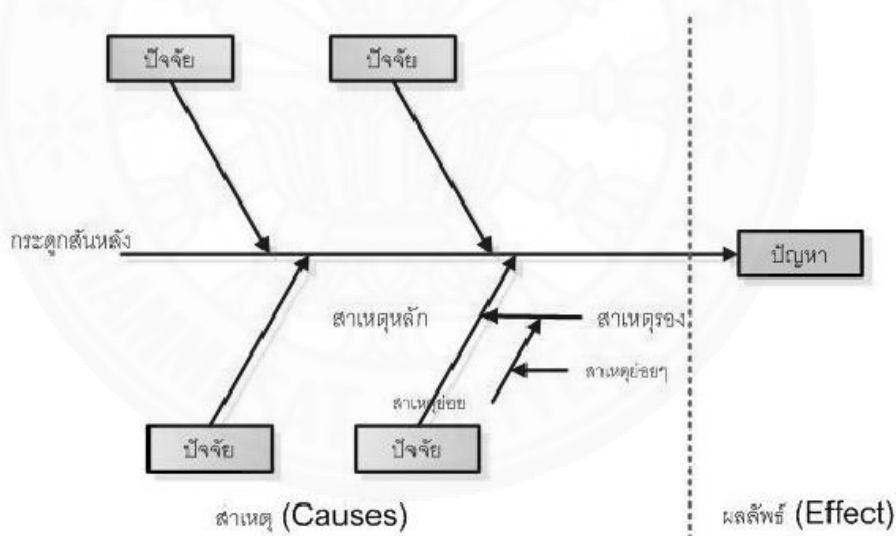 ปัจจัย
ปัจจัย
กระดูกสันหลัง
ปัญหา
สาเหตุหลัก
สาเหตุรอง
สาเหตุย่อยๆ
สาเหตุย่อย
ปัจจัย
ปัจจัย
สาเหตุ (Causes)
ผลลัพธ์ (Effect)